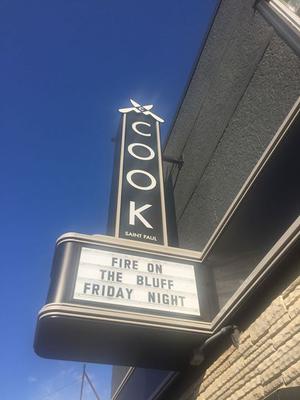 COOK
SAINT PAUL
FIRE ON
THE BLUFF
FRIDAY NIGHT